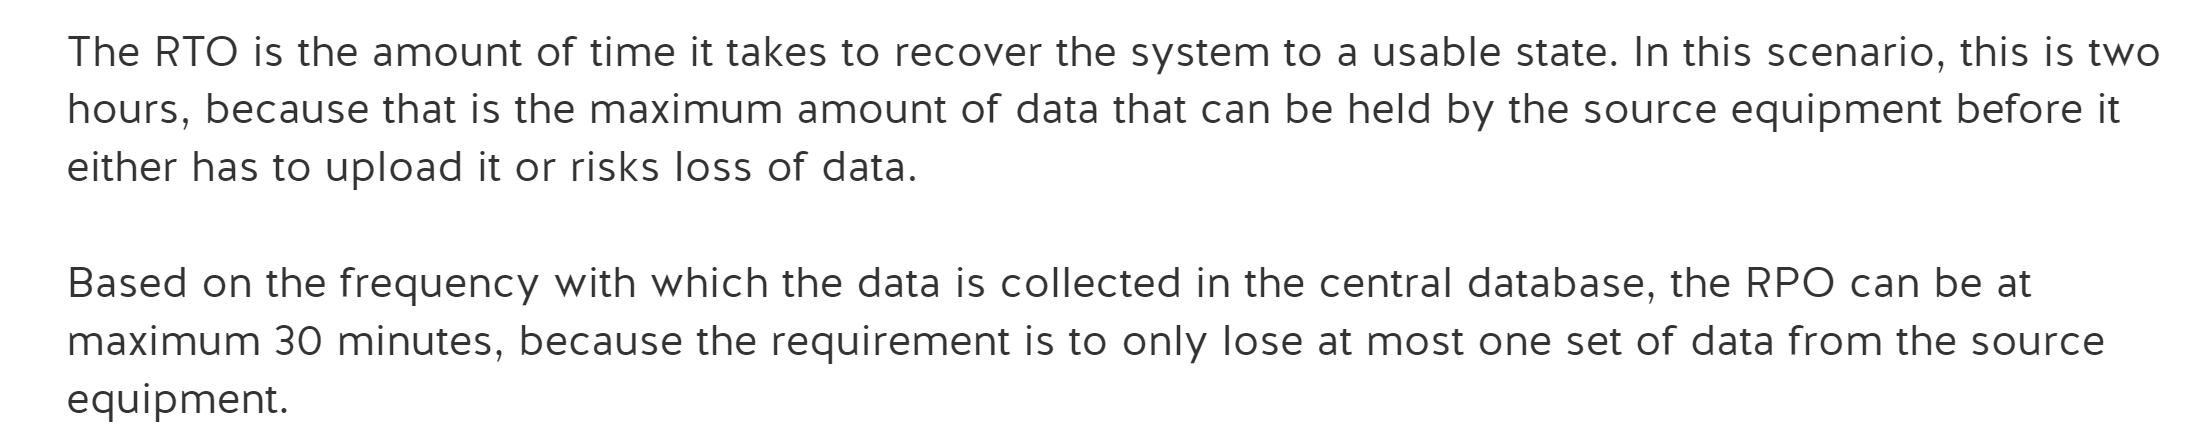 The RTO is the amount of time it takes to recover the system to a usable state. In this scenario, this is two
hours, because that is the maximum amount of data that can be held by the source equipment before it
either has to upload it or risks loss of data.
Based on the frequency with which the data is collected in the central database, the RPO can be at
maximum 30 minutes, because the requirement is to only lose at most one set of data from the source
equipment.